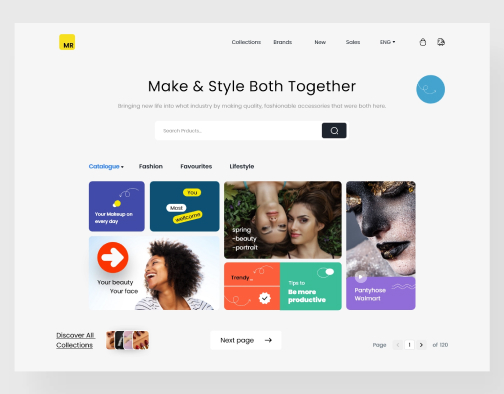 MR
Collections Brands New Sales ENG
Make & Style Both Together
Bringing new life into what industry by making quality, fashionable accessories that were both here.
Search Prducts...
Catalogue Fashion Favourites Lifestyle
Your Makeup on
every day
You
Most
wellcome
spring
-beauty
-portrait
Your beauty
Your face
trendy
Tips to
Be more
productive
Pantyhose
Walmart
Discover All
Collections
Next page
Page 1 of 120